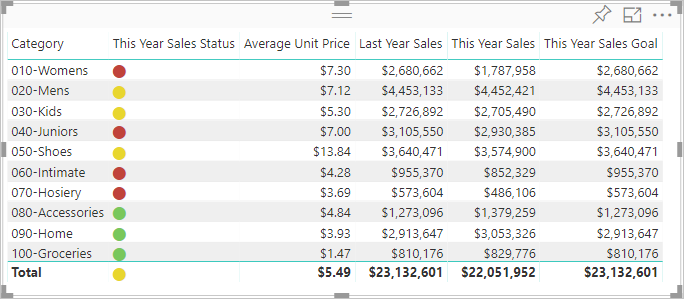 Category This Year Sales Status Average Unit Price Last Year Sales This Year Sales This Year Sales Goal
010-Womens $7.30 $2,680,662 $1,787,958 $2,680,662
020-Mens $7.12 $4,453,133 $4,452,421 $4,453,133
030-Kids $5.30 $2,726,892 $2,705,490 $2,726,892
040-Juniors $7.00 $3,105,550 $2,930,385 $3,105,550
050-Shoes $13.84 $3,640,471 $3,574,900 $3,640,471
060-Intimate $4.28 $955,370 $852,329 $955,370
070-Hosiery $3.69 $573,604 $486,106 $573,604
080-Accessories $4.84 $1,273,096 $1,379,259 $1,273,096
090-Home $3.93 $2,913,647 $3,053,326 $2,913,647
100-Groceries $1.47 $810,176 $829,776 $810,176
Total $5.49 $23,132,601 $22,051,952 $23,132,601